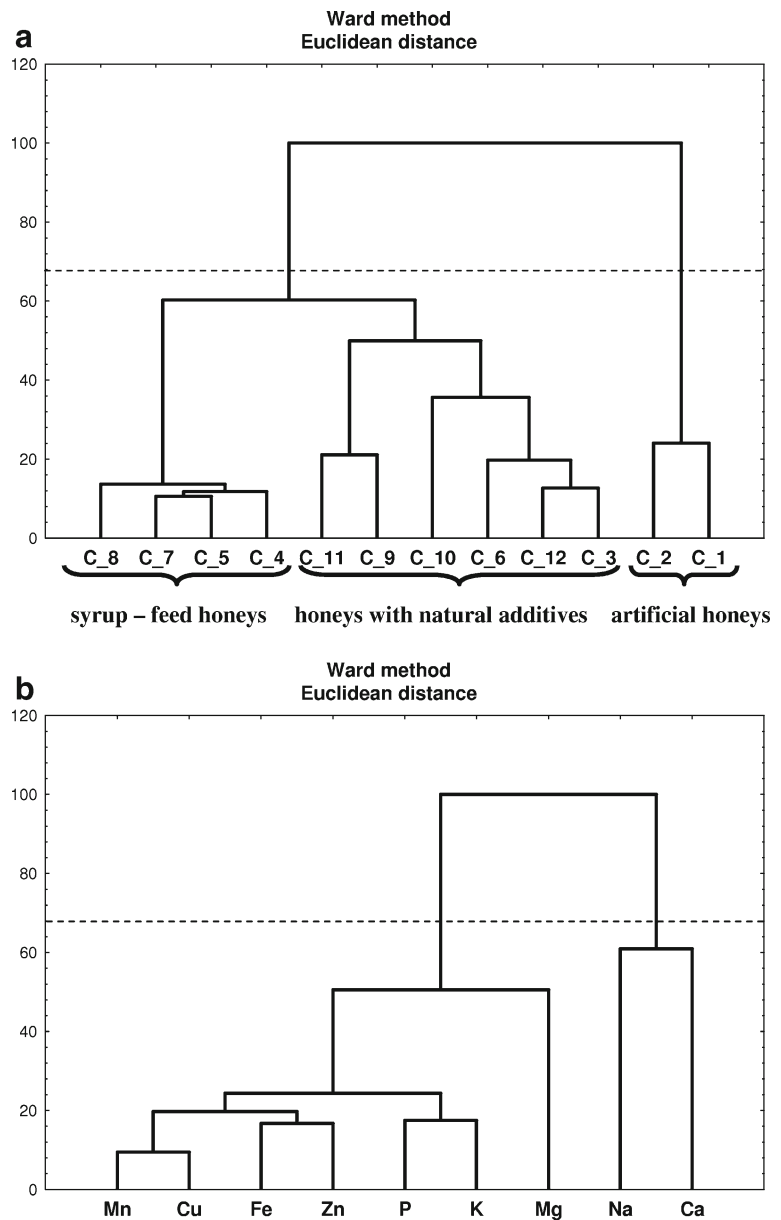 a
Ward method
Euclidean distance
120
100
80
60
40
20
0
C_8 C_7 C_5 C_4 C_11 C_9 C_10 C_6 C_12 C_3 C_2 C_1
syrup – feed honeys honeys with natural additives artificial honeys
b
Ward method
Euclidean distance
120
100
80
60
40
20
0
Mn Cu Fe Zn P K Mg Na Ca